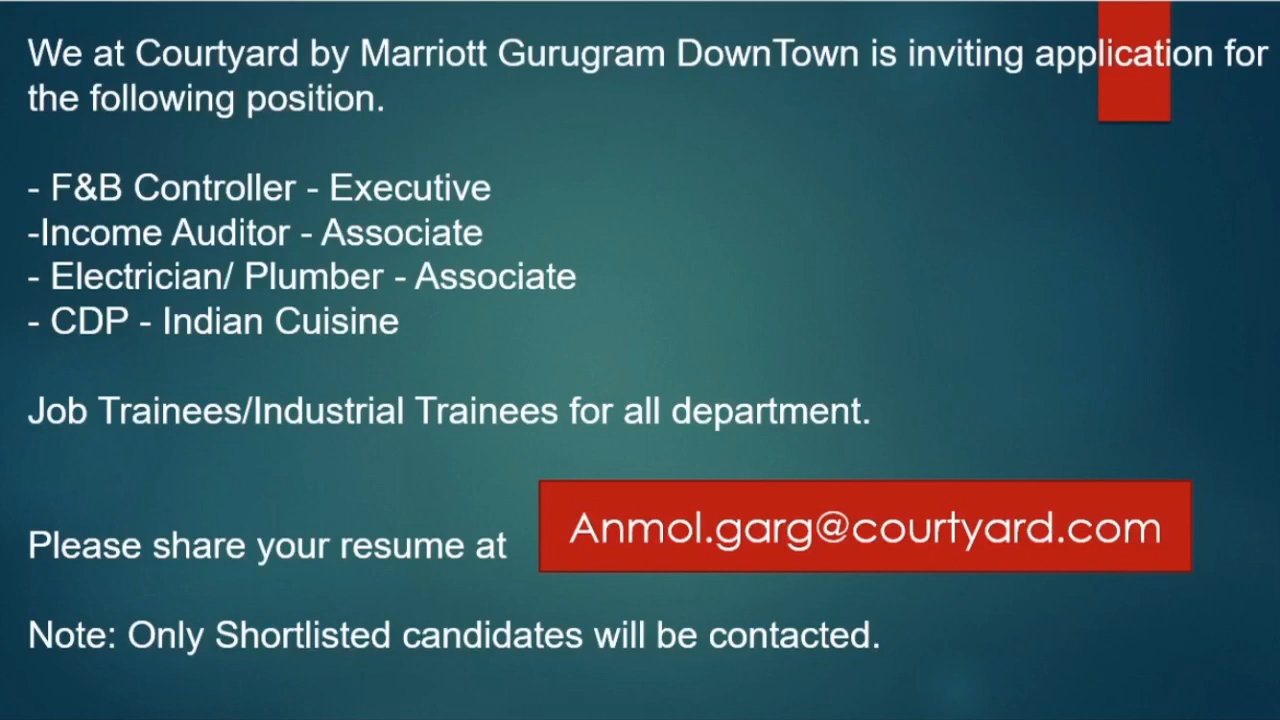 We at Courtyard by Marriott Gurugram DownTown is inviting application for
the following position.
- F&B Controller - Executive
-Income Auditor - Associate
- Electrician/ Plumber - Associate
- CDP - Indian Cuisine
Job Trainees/Industrial Trainees for all department.
Please share your resume at
Anmol.garg@courtyard.com
Note: Only Shortlisted candidates will be contacted.